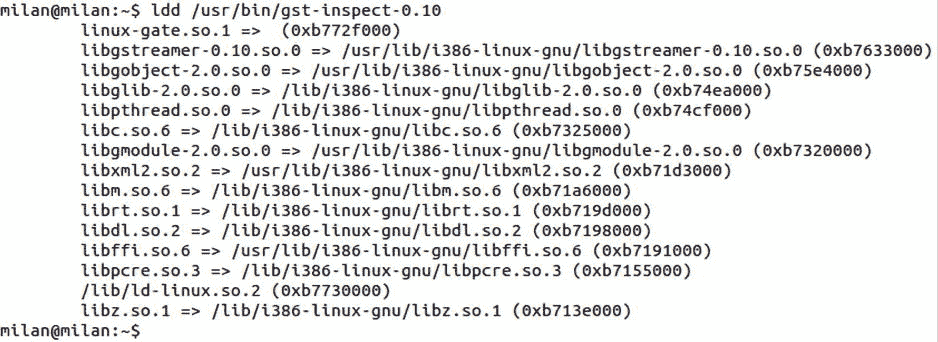 milan@milan:~$ ldd /usr/bin/gst-inspect-0.10
linux-gate.so.1 =>  (0xb772f000)
libgstreamer-0.10.so.0 => /usr/lib/i386-linux-gnu/libgstreamer-0.10.so.0 (0xb7633000)
libgobject-2.0.so.0 => /usr/lib/i386-linux-gnu/libgobject-2.0.so.0 (0xb75e4000)
libglib-2.0.so.0 => /lib/i386-linux-gnu/libglib-2.0.so.0 (0xb74ea000)
libpthread.so.0 => /lib/i386-linux-gnu/libpthread.so.0 (0xb74cf000)
libc.so.6 => /lib/i386-linux-gnu/libc.so.6 (0xb7325000)
libgmodule-2.0.so.0 => /usr/lib/i386-linux-gnu/libgmodule-2.0.so.0 (0xb7320000)
libxml2.so.2 => /usr/lib/i386-linux-gnu/libxml2.so.2 (0xb71d3000)
libm.so.6 => /lib/i386-linux-gnu/libm.so.6 (0xb71a6000)
librt.so.1 => /lib/i386-linux-gnu/librt.so.1 (0xb719d000)
libdl.so.2 => /lib/i386-linux-gnu/libdl.so.2 (0xb7198000)
libffi.so.6 => /usr/lib/i386-linux-gnu/libffi.so.6 (0xb7191000)
libpcre.so.3 => /lib/i386-linux-gnu/libpcre.so.3 (0xb7155000)
/lib/ld-linux.so.2 (0xb7730000)
libz.so.1 => /lib/i386-linux-gnu/libz.so.1 (0xb713e000)
milan@milan:~$